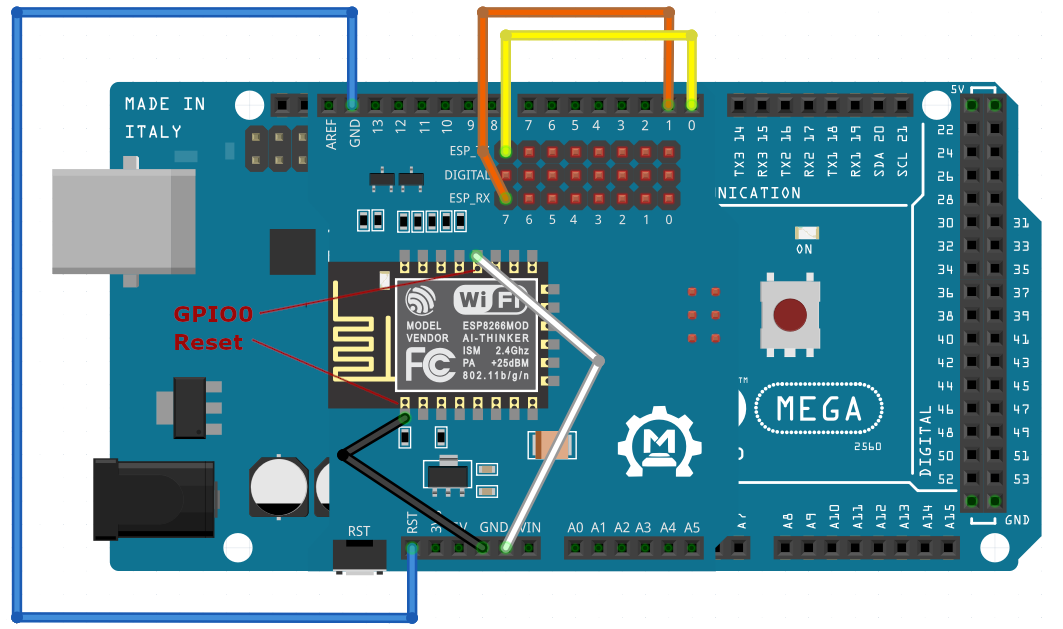 MADE IN
ITALY
AREF
GND
13
12
11
10
9
8
7
6
5
4
3
2
1
0
TX3 14
RX3 15
TX2 16
RX2 17
TX1 18
RX1 19
SDA 20
SCL 21
5V
22
24
26
28
30 31
32 33
34 35
36 37
38 39
40 41
42 43
44 45
46 47
48 49
50 51
52 53
GND
DIGITAL
ESP_
DIGITAL
ESP_RX
7 6 5 4 3 2 1 0
NICATION
ON
GPIO0
Reset
WiFi
MODEL ESP8266MOD
VENDOR AI-THINKER
ISM 2.4Ghz
PA +25dBM
802.11b/g/n
FC
M
TM
MEGA
2560
RST
RST
GND
VIN
A0 A1 A2 A3 A4 A5
A7
A8
A9
A10
A11
A12
A13
A14
A15